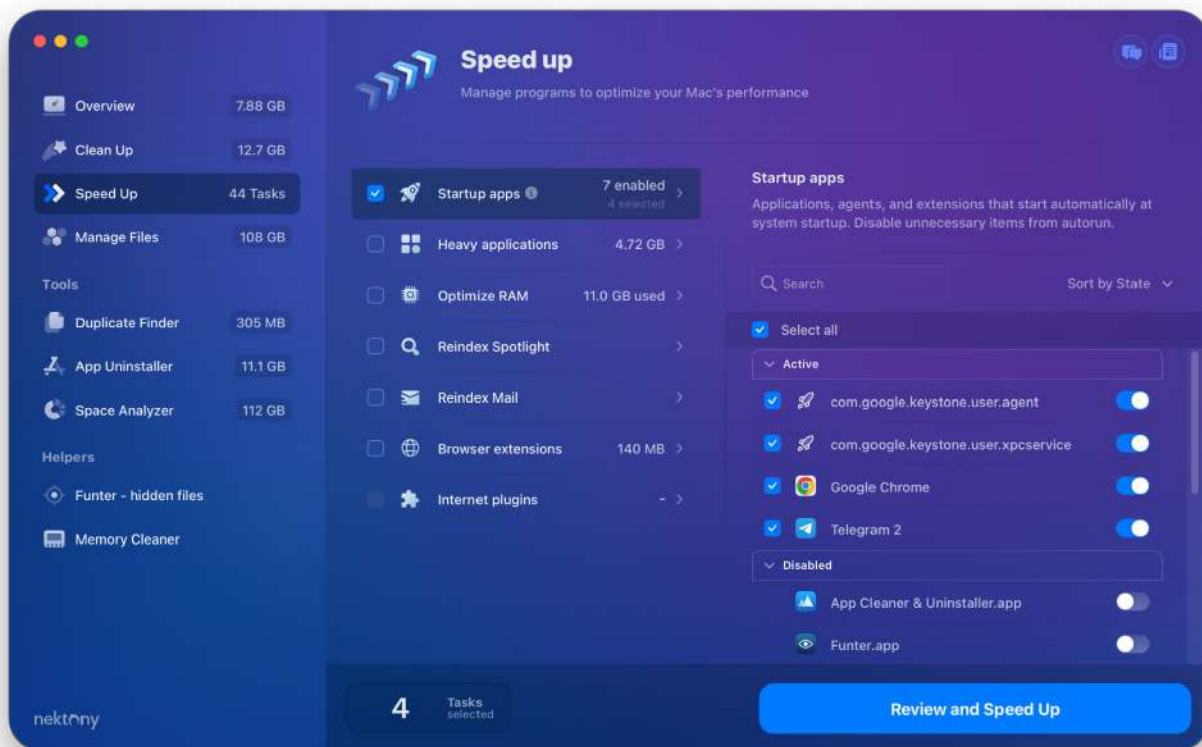 Speed up
Manage programs to optimize your Mac's performance
Overview 7.88 GB
Clean Up 12.7 GB
Speed Up 44 Tasks
Manage Files 108 GB
Tools
Duplicate Finder 305 MB
App Uninstaller 11.1 GB
Space Analyzer 112 GB
Helpers
Funter - hidden files
Memory Cleaner
nektony
Startup apps 7 enabled
4 selected
Heavy applications 4.72 GB
Optimize RAM 11.0 GB used
Reindex Spotlight
Reindex Mail
Browser extensions 140 MB
Internet plugins -
Startup apps
Applications, agents, and extensions that start automatically at
system startup. Disable unnecessary items from autorun.
Search Sort by State
Select all
Active
com.google.keystone.user.agent
com.google.keystone.user.xpcservice
Google Chrome
Telegram 2
Disabled
App Cleaner & Uninstaller.app
Funter.app
4 Tasks
selected
Review and Speed Up